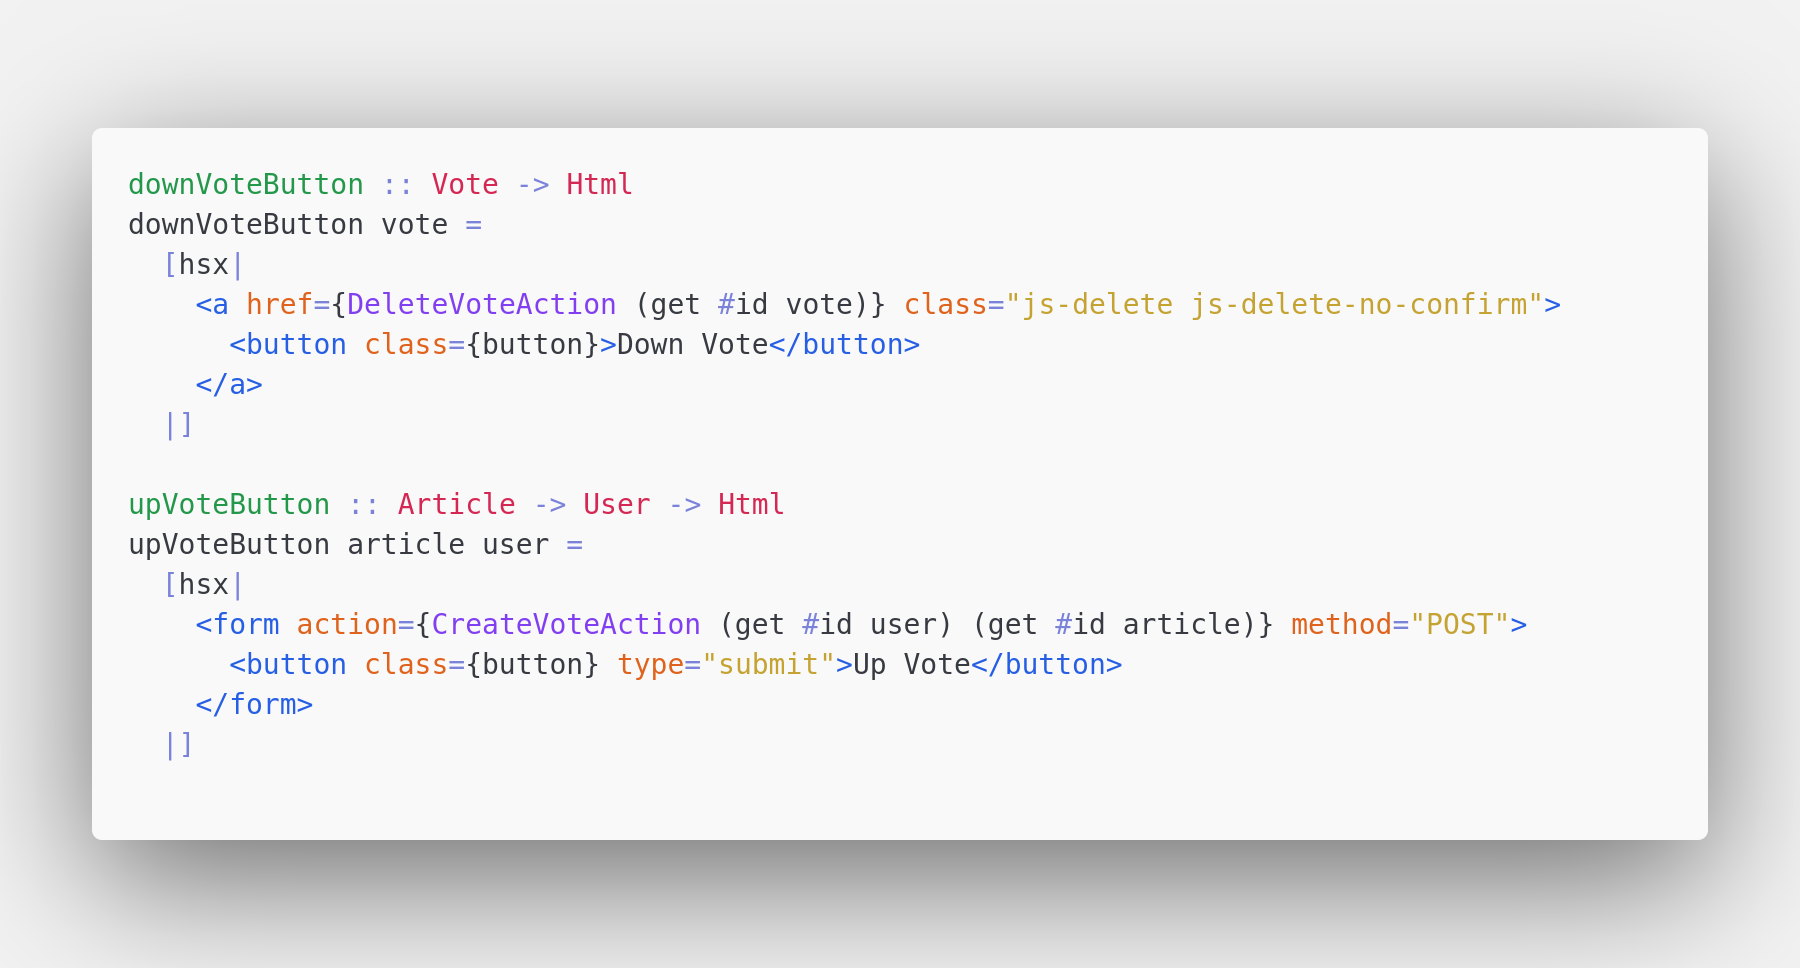 downVoteButton :: Vote -> Html
downVoteButton vote =
  [hsx|
    <a href={DeleteVoteAction (get #id vote)} class="js-delete js-delete-no-confirm">
      <button class={button}>Down Vote</button>
    </a>
  |]

upVoteButton :: Article -> User -> Html
upVoteButton article user =
  [hsx|
    <form action={CreateVoteAction (get #id user) (get #id article)} method="POST">
      <button class={button} type="submit">Up Vote</button>
    </form>
  |]